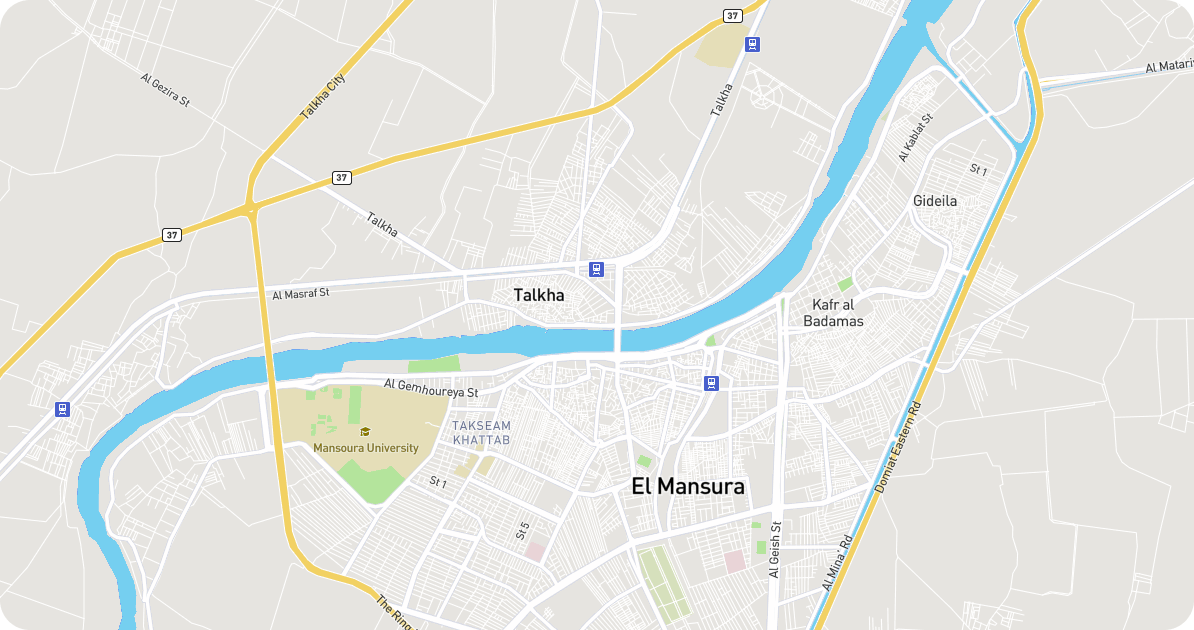 37
Al Matariy
Al Gezira St
Talkha City
Talkha
Al Kablat St
St 1
37
Gideila
Talkha
37
Al Masraf St
Talkha
Kafr al
Badamas
Al Gemhoureya St
TAKSEAM
KHATTAB
Mansoura University
Domiat Eastern Rd
St 1
El Mansura
St 5
Al Geish St
Al Mina' Rd
The Ring